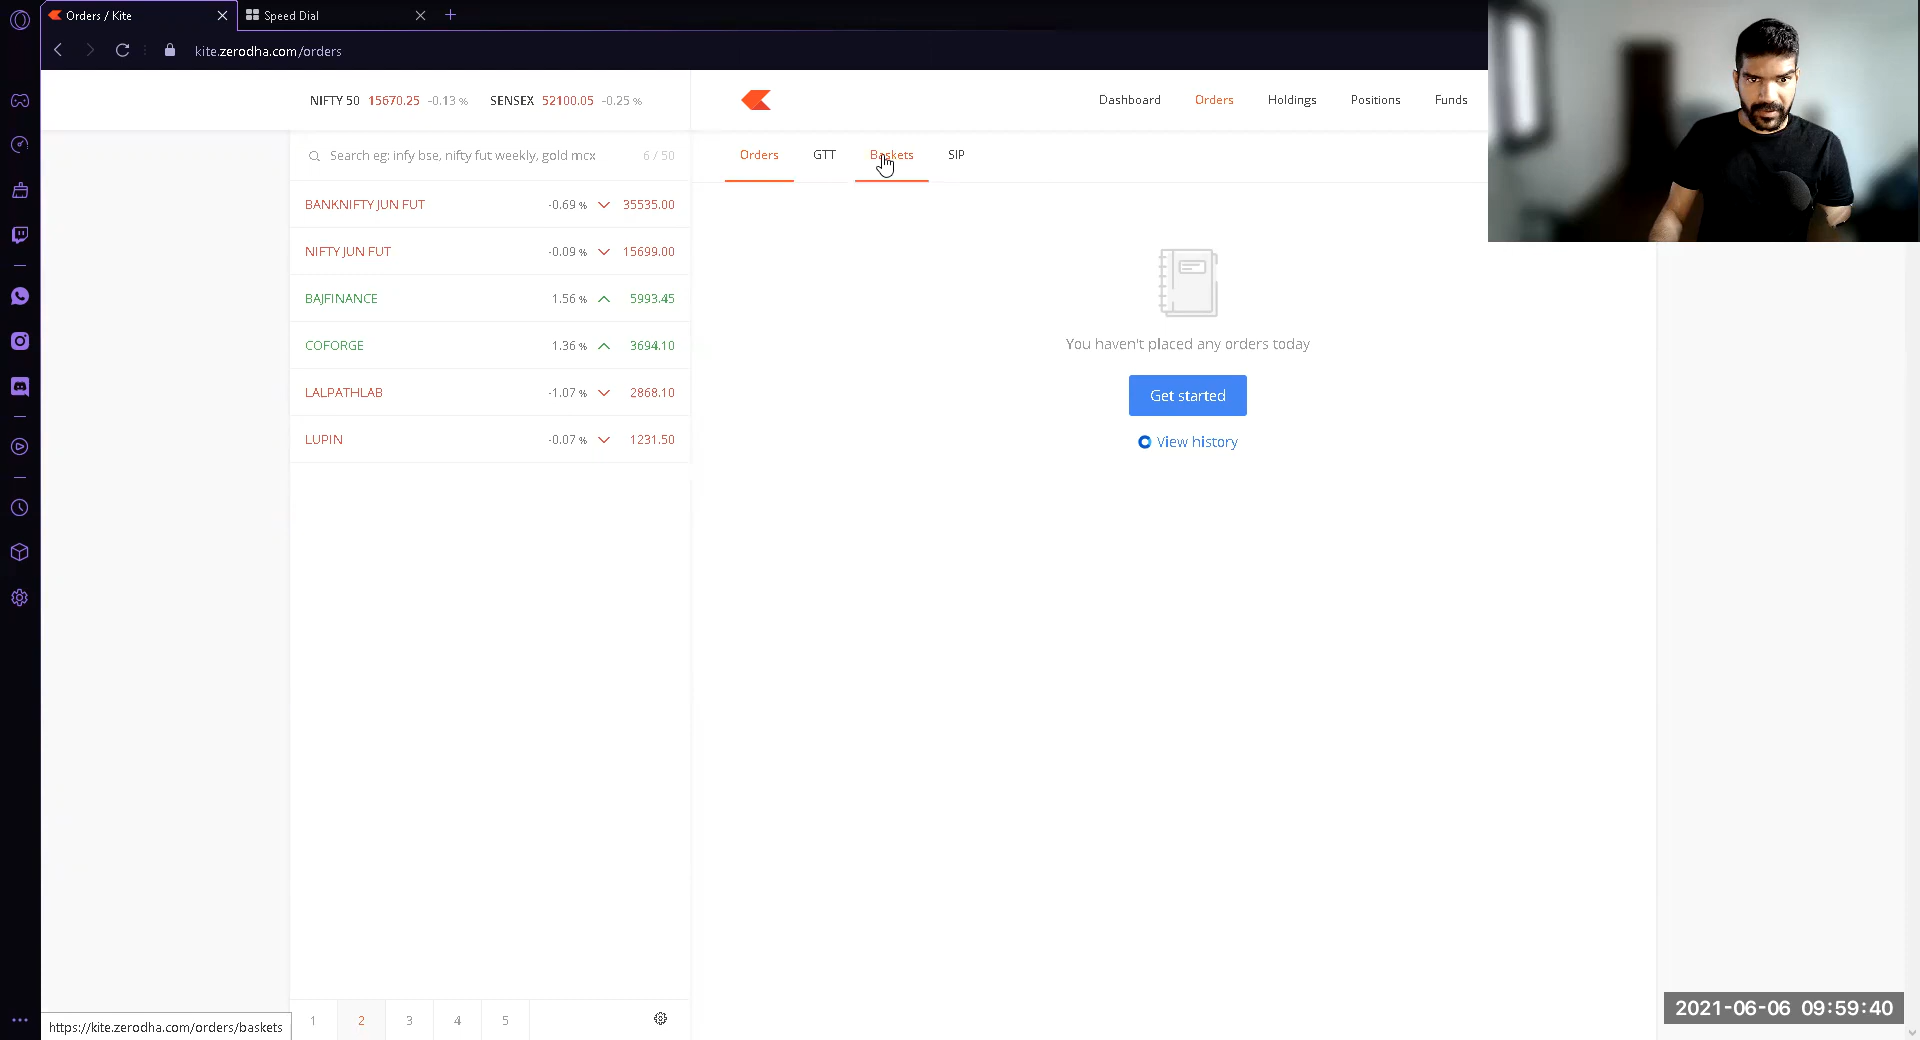 Orders / Kite
Speed Dial
kite.zerodha.com/orders
NIFTY 50 15670.25 -0.13 % SENSEX 52100.05 -0.25 %
Dashboard Orders Holdings Positions Funds
Search eg: infy bse, nifty fut weekly, gold mcx 6 / 50
Orders GTT Baskets SIP
BANKNIFTY JUN FUT -0.69 % 35535.00
NIFTY JUN FUT -0.09 % 15699.00
BAJFINANCE 1.56 % 5993.45
COFORGE 1.36 % 3694.10
LALPATHLAB -1.07 % 2868.10
LUPIN -0.07 % 1231.50
You haven't placed any orders today
Get started
View history
1 2 3 4 5
https://kite.zerodha.com/orders/baskets
2021-06-06 09:59:40